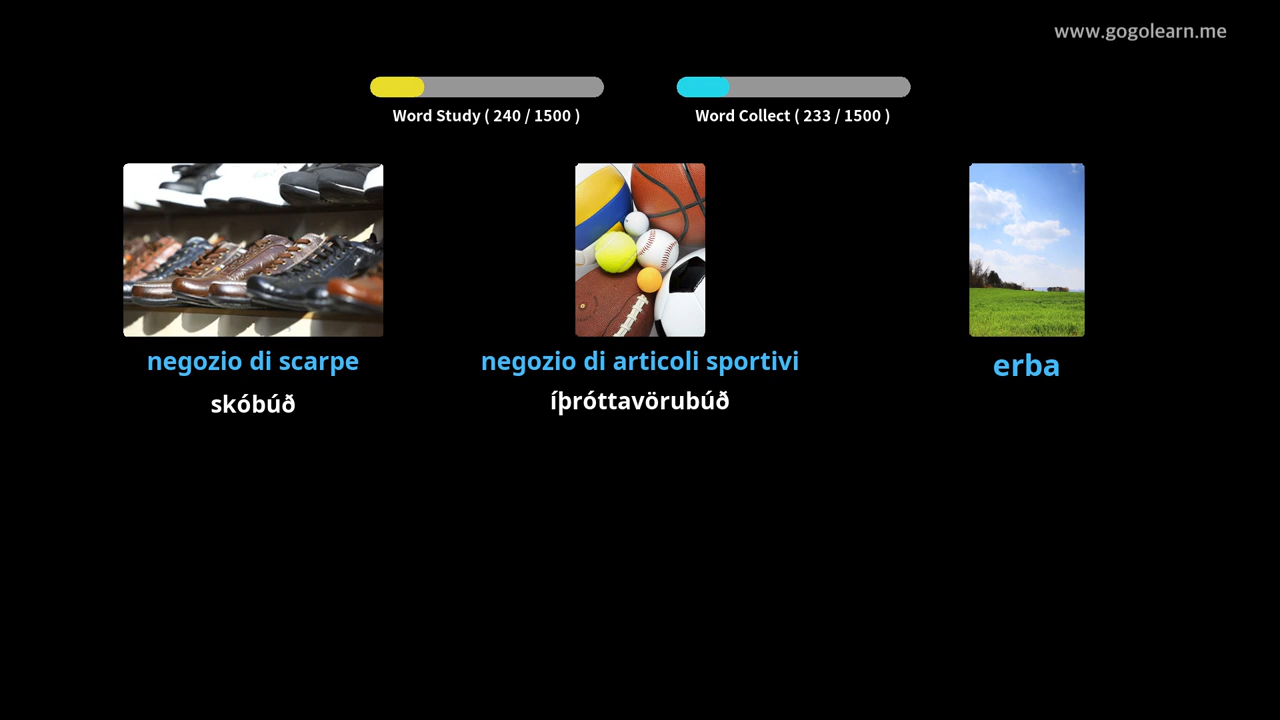 www.gogolearn.me
Word Study ( 240 / 1500 )
Word Collect ( 233 / 1500 )
negozio di scarpe
skóbúð
negozio di articoli sportivi
íþróttavörubúð
erba